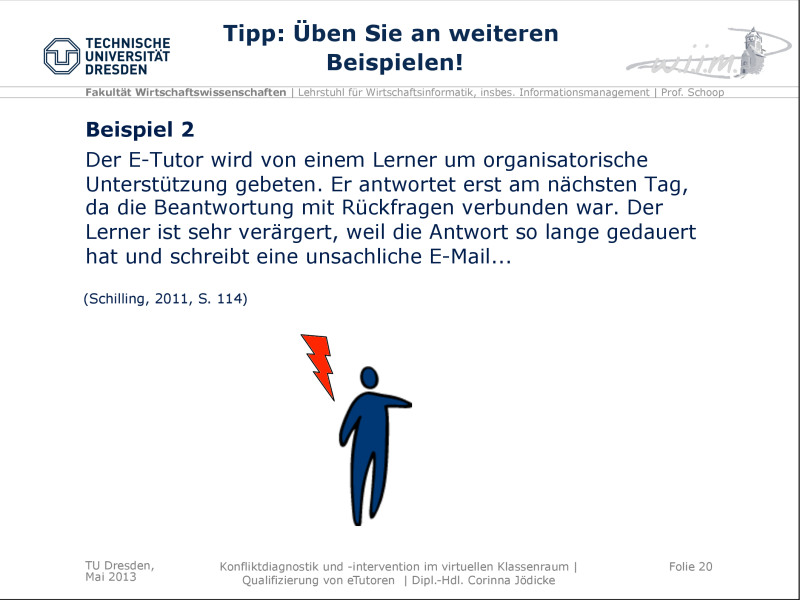 Tipp: Üben Sie an weiteren
Beispielen!
TECHNISCHE
UNIVERSITÄT
DRESDEN
wiim
Fakultät Wirtschaftswissenschaften | Lehrstuhl für Wirtschaftsinformatik, insbes. Informationsmanagement | Prof. Schoop
Beispiel 2
Der E-Tutor wird von einem Lerner um organisatorische
Unterstützung gebeten. Er antwortet erst am nächsten Tag,
da die Beantwortung mit Rückfragen verbunden war. Der
Lerner ist sehr verärgert, weil die Antwort so lange gedauert
hat und schreibt eine unsachliche E-Mail...
(Schilling, 2011, S. 114)
TU Dresden,
Mai 2013
Konfliktdiagnostik und -intervention im virtuellen Klassenraum |
Qualifizierung von eTutoren | Dipl.-Hdl. Corinna Jödicke
Folie 20